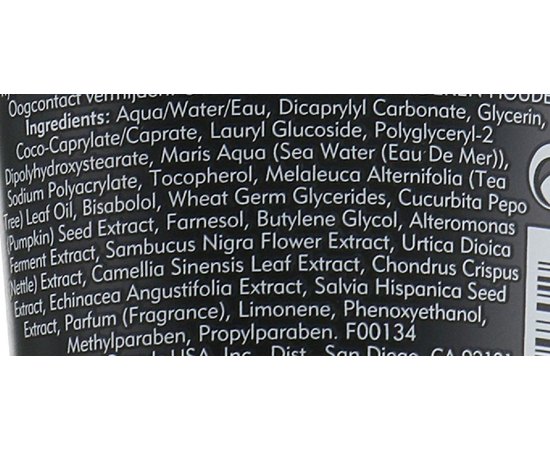 Oogcontact vermijden.
Ingredients: Aqua/Water/Eau, Dicaprylyl Carbonate, Glycerin,
Coco-Caprylate/Caprate, Lauryl Glucoside, Polyglyceryl-2
Dipolyhydroxystearate, Maris Aqua (Sea Water (Eau De Mer)),
Sodium Polyacrylate, Tocopherol, Melaleuca Alternifolia (Tea
Tree) Leaf Oil, Bisabolol, Wheat Germ Glycerides, Cucurbita Pepo
(Pumpkin) Seed Extract, Farnesol, Butylene Glycol, Alteromonas
Ferment Extract, Sambucus Nigra Flower Extract, Urtica Dioica
(Nettle) Extract, Camellia Sinensis Leaf Extract, Chondrus Crispus
Extract, Echinacea Angustifolia Extract, Salvia Hispanica Seed
Extract, Parfum (Fragrance), Limonene, Phenoxyethanol,
Methylparaben, Propylparaben. F00134
USA, Inc., Dist., San Diego, CA